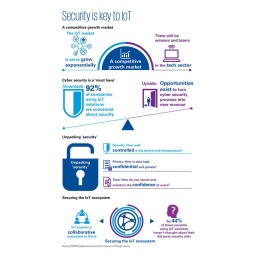 Security is key to IoT
A competitive growth market
The IoT market
is set to grow
exponentially
A competitive
growth market
There will be
winners and losers
in the tech sector
Cyber security is a 'must have'
Downside: 92%
of companies
using IoT
solutions
are concerned
about security
Upside: Opportunities
exist to turn
cyber security
prowess into
new revenue
Unpacking 'security'
Unpacking
'security'
Security: How well
controlled is the device and infrastructure?
Privacy: How is data kept
confidential and private?
Trust: How do you secure and
maintain the confidence of users?
Securing the IoT ecosystem
IoT requires a
collaborative
ecosystem to thrive
Yet 44%
of those currently
using IoT solutions
haven't thought about their
3rd party security risks
Securing the IoT ecosystem